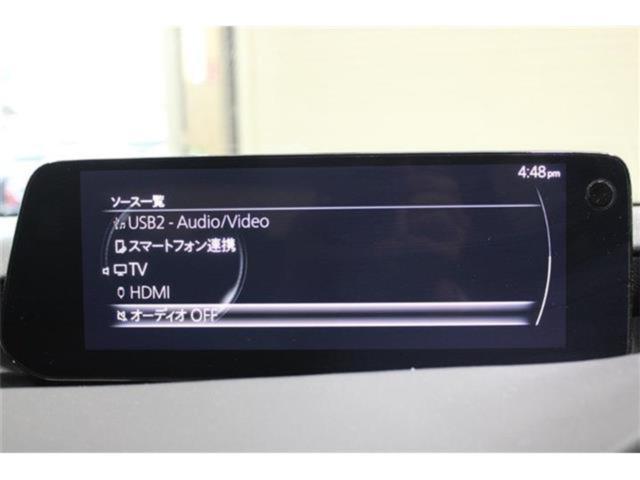 4:48pm
ソース一覧
USB2 - Audio/Video
スマートフォン連携
TV
HDMI
オーディオ OFF